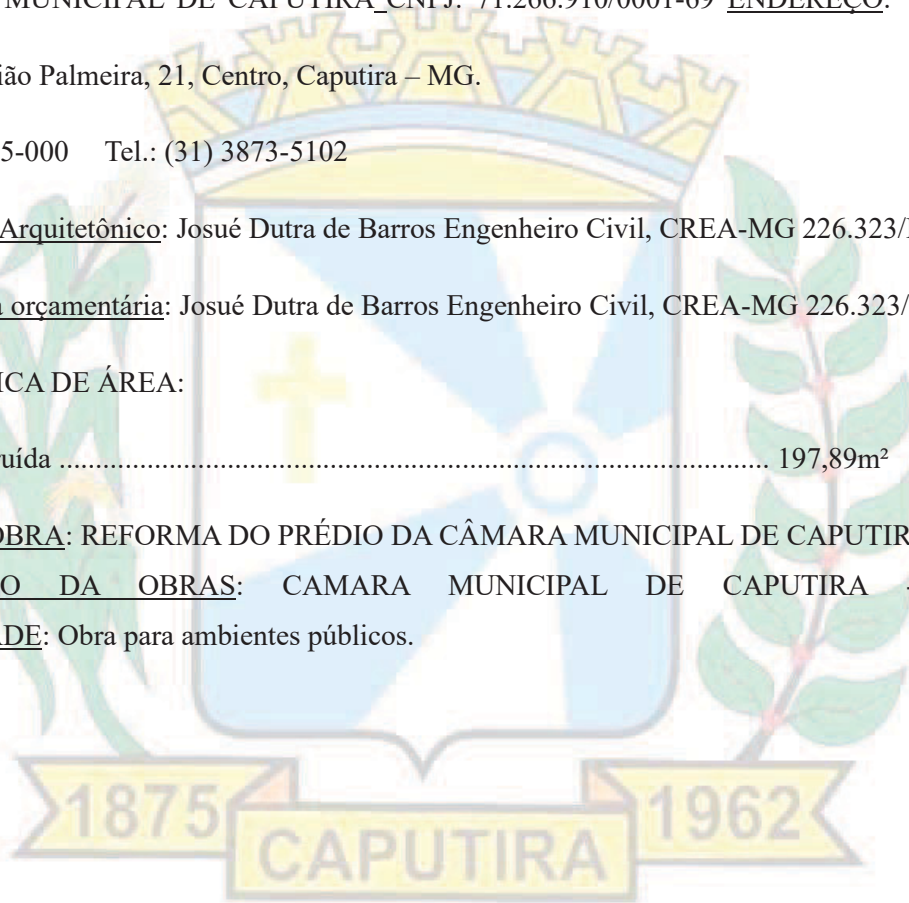 MUNICIPAL DE CAPUTIRA CNPJ: 71.266.910/0001-69 ENDEREÇO:
ião Palmeira, 21, Centro, Caputira – MG.
5-000 Tel.: (31) 3873-5102
Arquitetônico: Josué Dutra de Barros Engenheiro Civil, CREA-MG 226.323/
a orçamentária: Josué Dutra de Barros Engenheiro Civil, CREA-MG 226.323/
ICA DE ÁREA:
ruída ................................................................................................ 197,89m²
OBRA: REFORMA DO PRÉDIO DA CÂMARA MUNICIPAL DE CAPUTIR
O DA OBRAS: CAMARA MUNICIPAL DE CAPUTIRA -
ADE: Obra para ambientes públicos.
1875 1962
CAPUTIRA